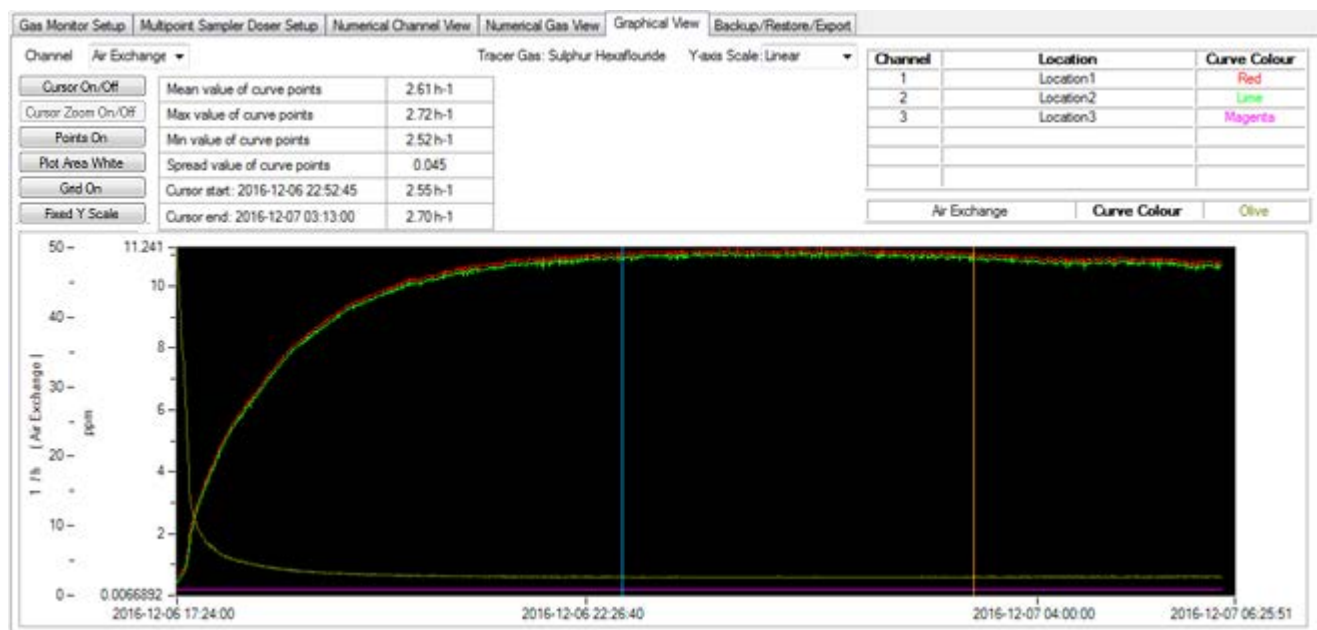 Gas Monitor Setup Multipoint Sampler Doser Setup Numerical Channel View Numerical Gas View Graphical View Backup/Restore/Export
Channel Air Exchange Tracer Gas: Sulphur Hexaflouride Y-axis Scale: Linear
Cursor On/Off
Cursor Zoom On/Off
Points On
Plot Area White
Grid On
Fixed Y Scale
Mean value of curve points 2.61 h-1
Max value of curve points 2.72 h-1
Min value of curve points 2.52 h-1
Spread value of curve points 0.045
Cursor start: 2016-12-06 22:52:45 2.55 h-1
Cursor end: 2016-12-07 03:13:00 2.70 h-1
Channel Location Curve Colour
1 Location1 Red
2 Location2 Lime
3 Location3 Magenta
Air Exchange Curve Colour Olive
50
40
30
20
10
0
1 /h (Air Exchange)
ppm
11.241
10
8
6
4
2
0.0066892
2016-12-06 17:24:00 2016-12-06 22:26:40 2016-12-07 04:00:00 2016-12-07 06:25:51